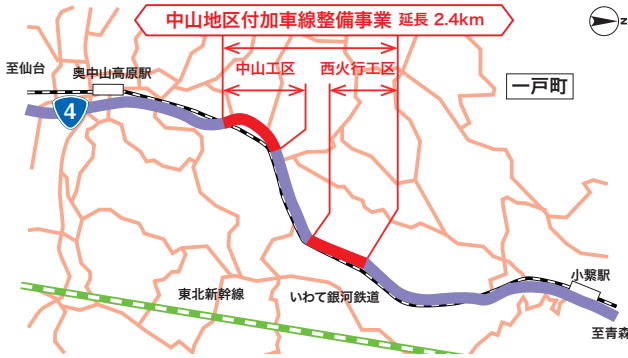 中山地区付加車線整備事業 延長 2.4km
N
至仙台
奥中山高原駅
中山工区
西火行工区
一戸町
4
小繋駅
東北新幹線
いわて銀河鉄道
至青森